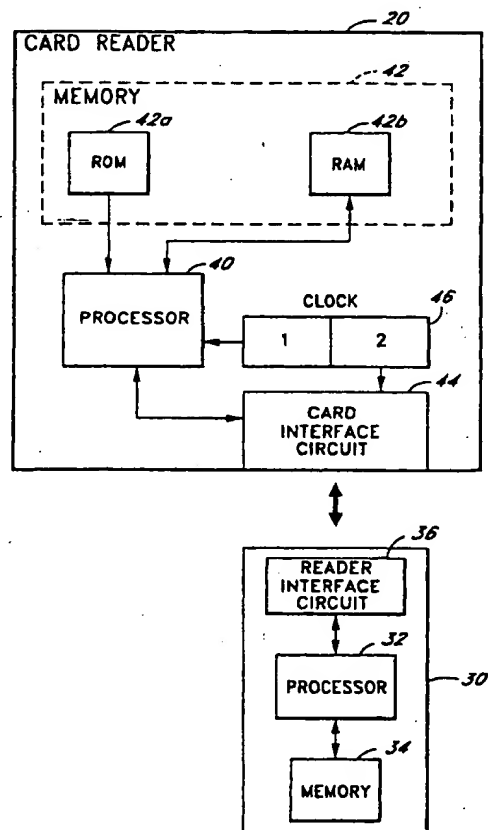 20
CARD READER
42
MEMORY
42a
42b
ROM
RAM
40
PROCESSOR
CLOCK
46
1
2
44
CARD
INTERFACE
CIRCUIT
36
READER
INTERFACE
CIRCUIT
32
PROCESSOR
30
34
MEMORY